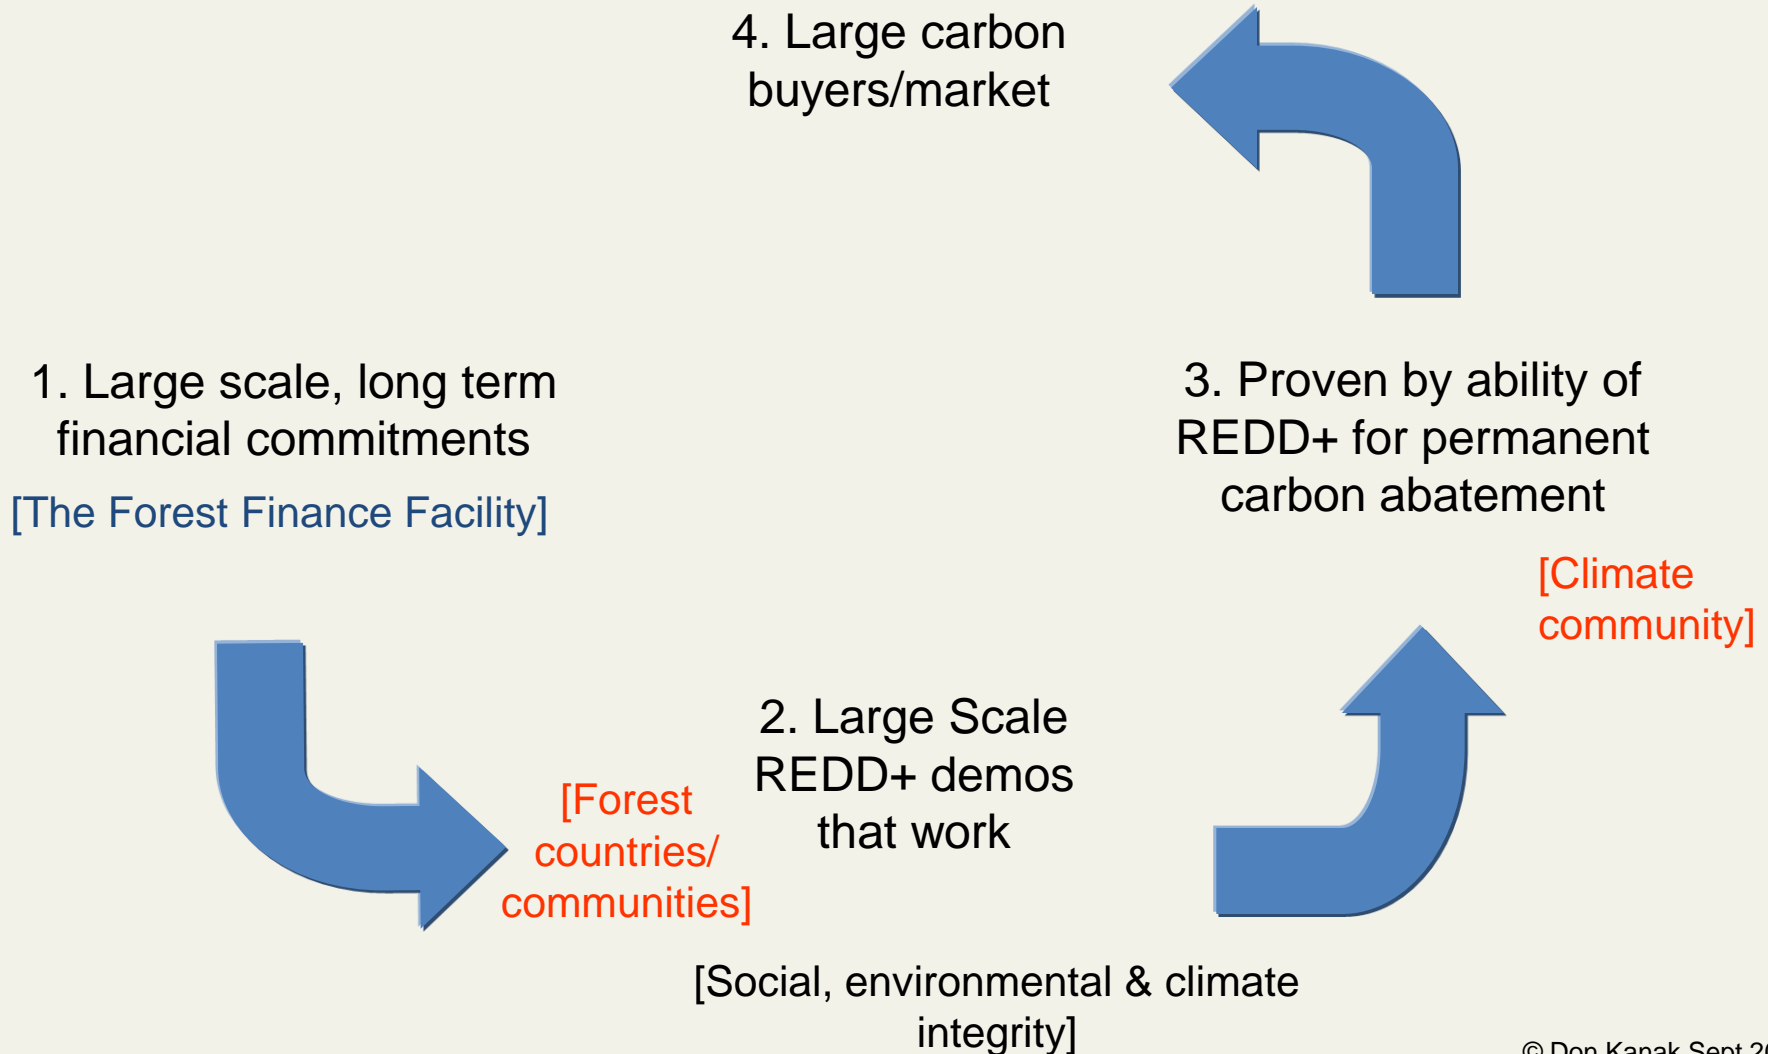 4. Large carbon
buyers/market
1. Large scale, long term
financial commitments
[The Forest Finance Facility]
3. Proven by ability of
REDD+ for permanent
carbon abatement
[Climate
community]
2. Large Scale
REDD+ demos
that work
[Forest
countries/
communities]
[Social, environmental & climate
integrity]
© Don Kanak Sept